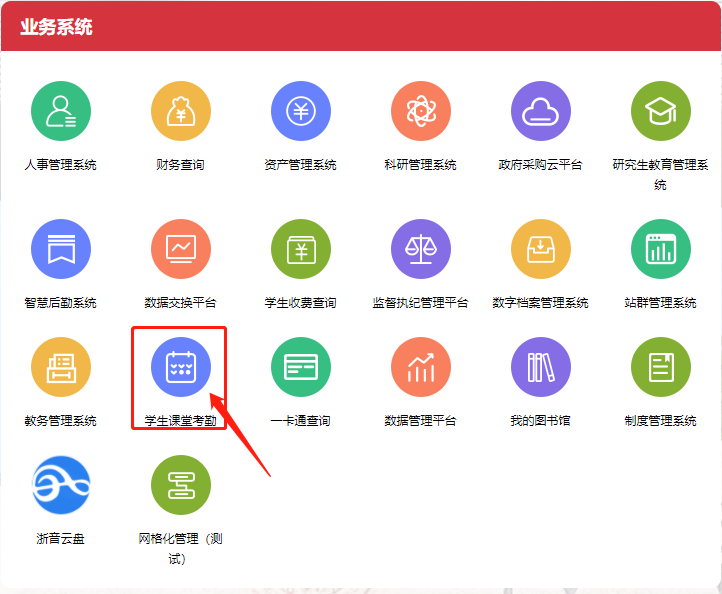 业务系统
人事管理系统
财务查询
资产管理系统
科研管理系统
政府采购云平台
研究生教育管理系
统
智慧后勤系统
数据交换平台
学生收费查询
监督执纪管理平台
数字档案管理系统
站群管理系统
教务管理系统
学生课堂考勤
一卡通查询
数据管理平台
我的图书馆
制度管理系统
浙音云盘
网格化管理（测
试）